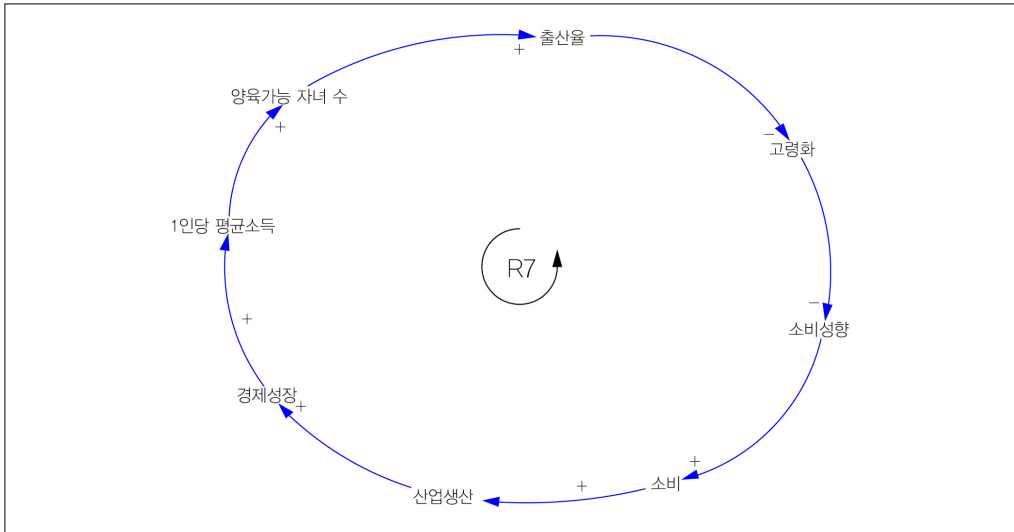 출산율
+
양육가능 자녀 수
+
−
고령화
1인당 평균소득
R7
+
−
소비성향
경제성장
+
+
소비
+
산업생산